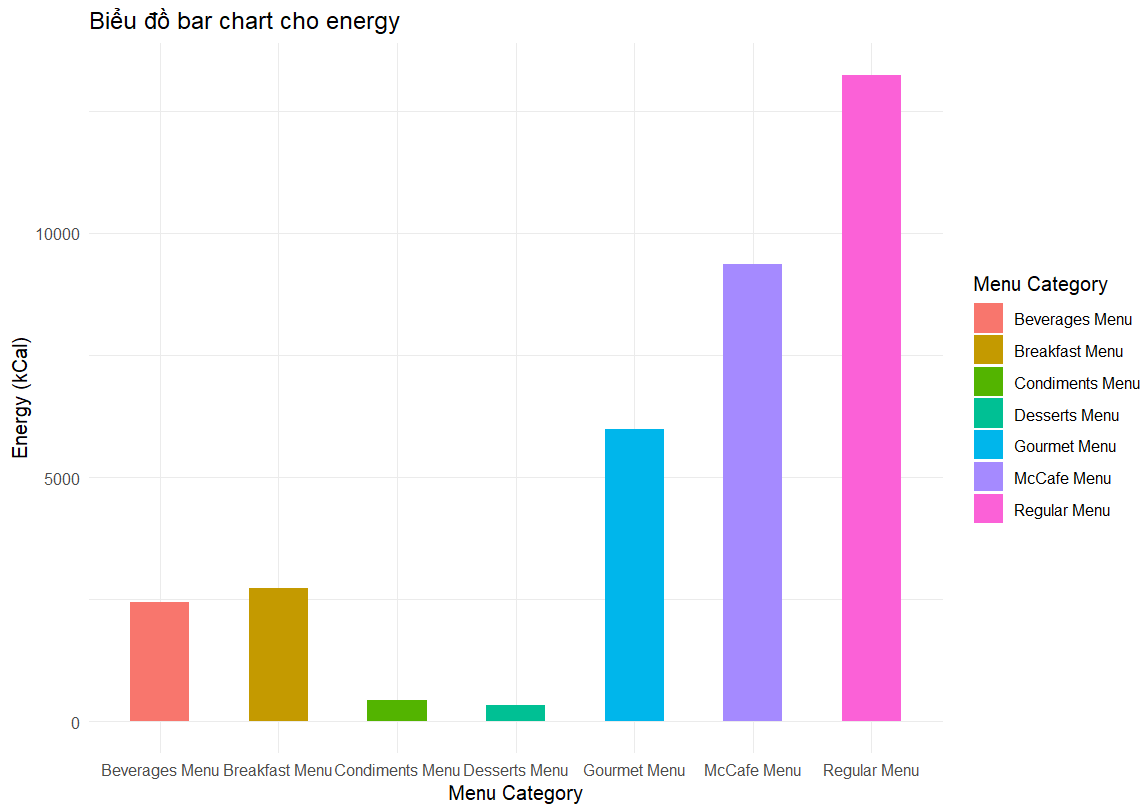 Biểu đồ bar chart cho energy
Energy (kCal)
10000
5000
0
Beverages Menu Breakfast Menu Condiments Menu Desserts Menu Gourmet Menu McCafe Menu Regular Menu
Menu Category
Menu Category
Beverages Menu
Breakfast Menu
Condiments Menu
Desserts Menu
Gourmet Menu
McCafe Menu
Regular Menu